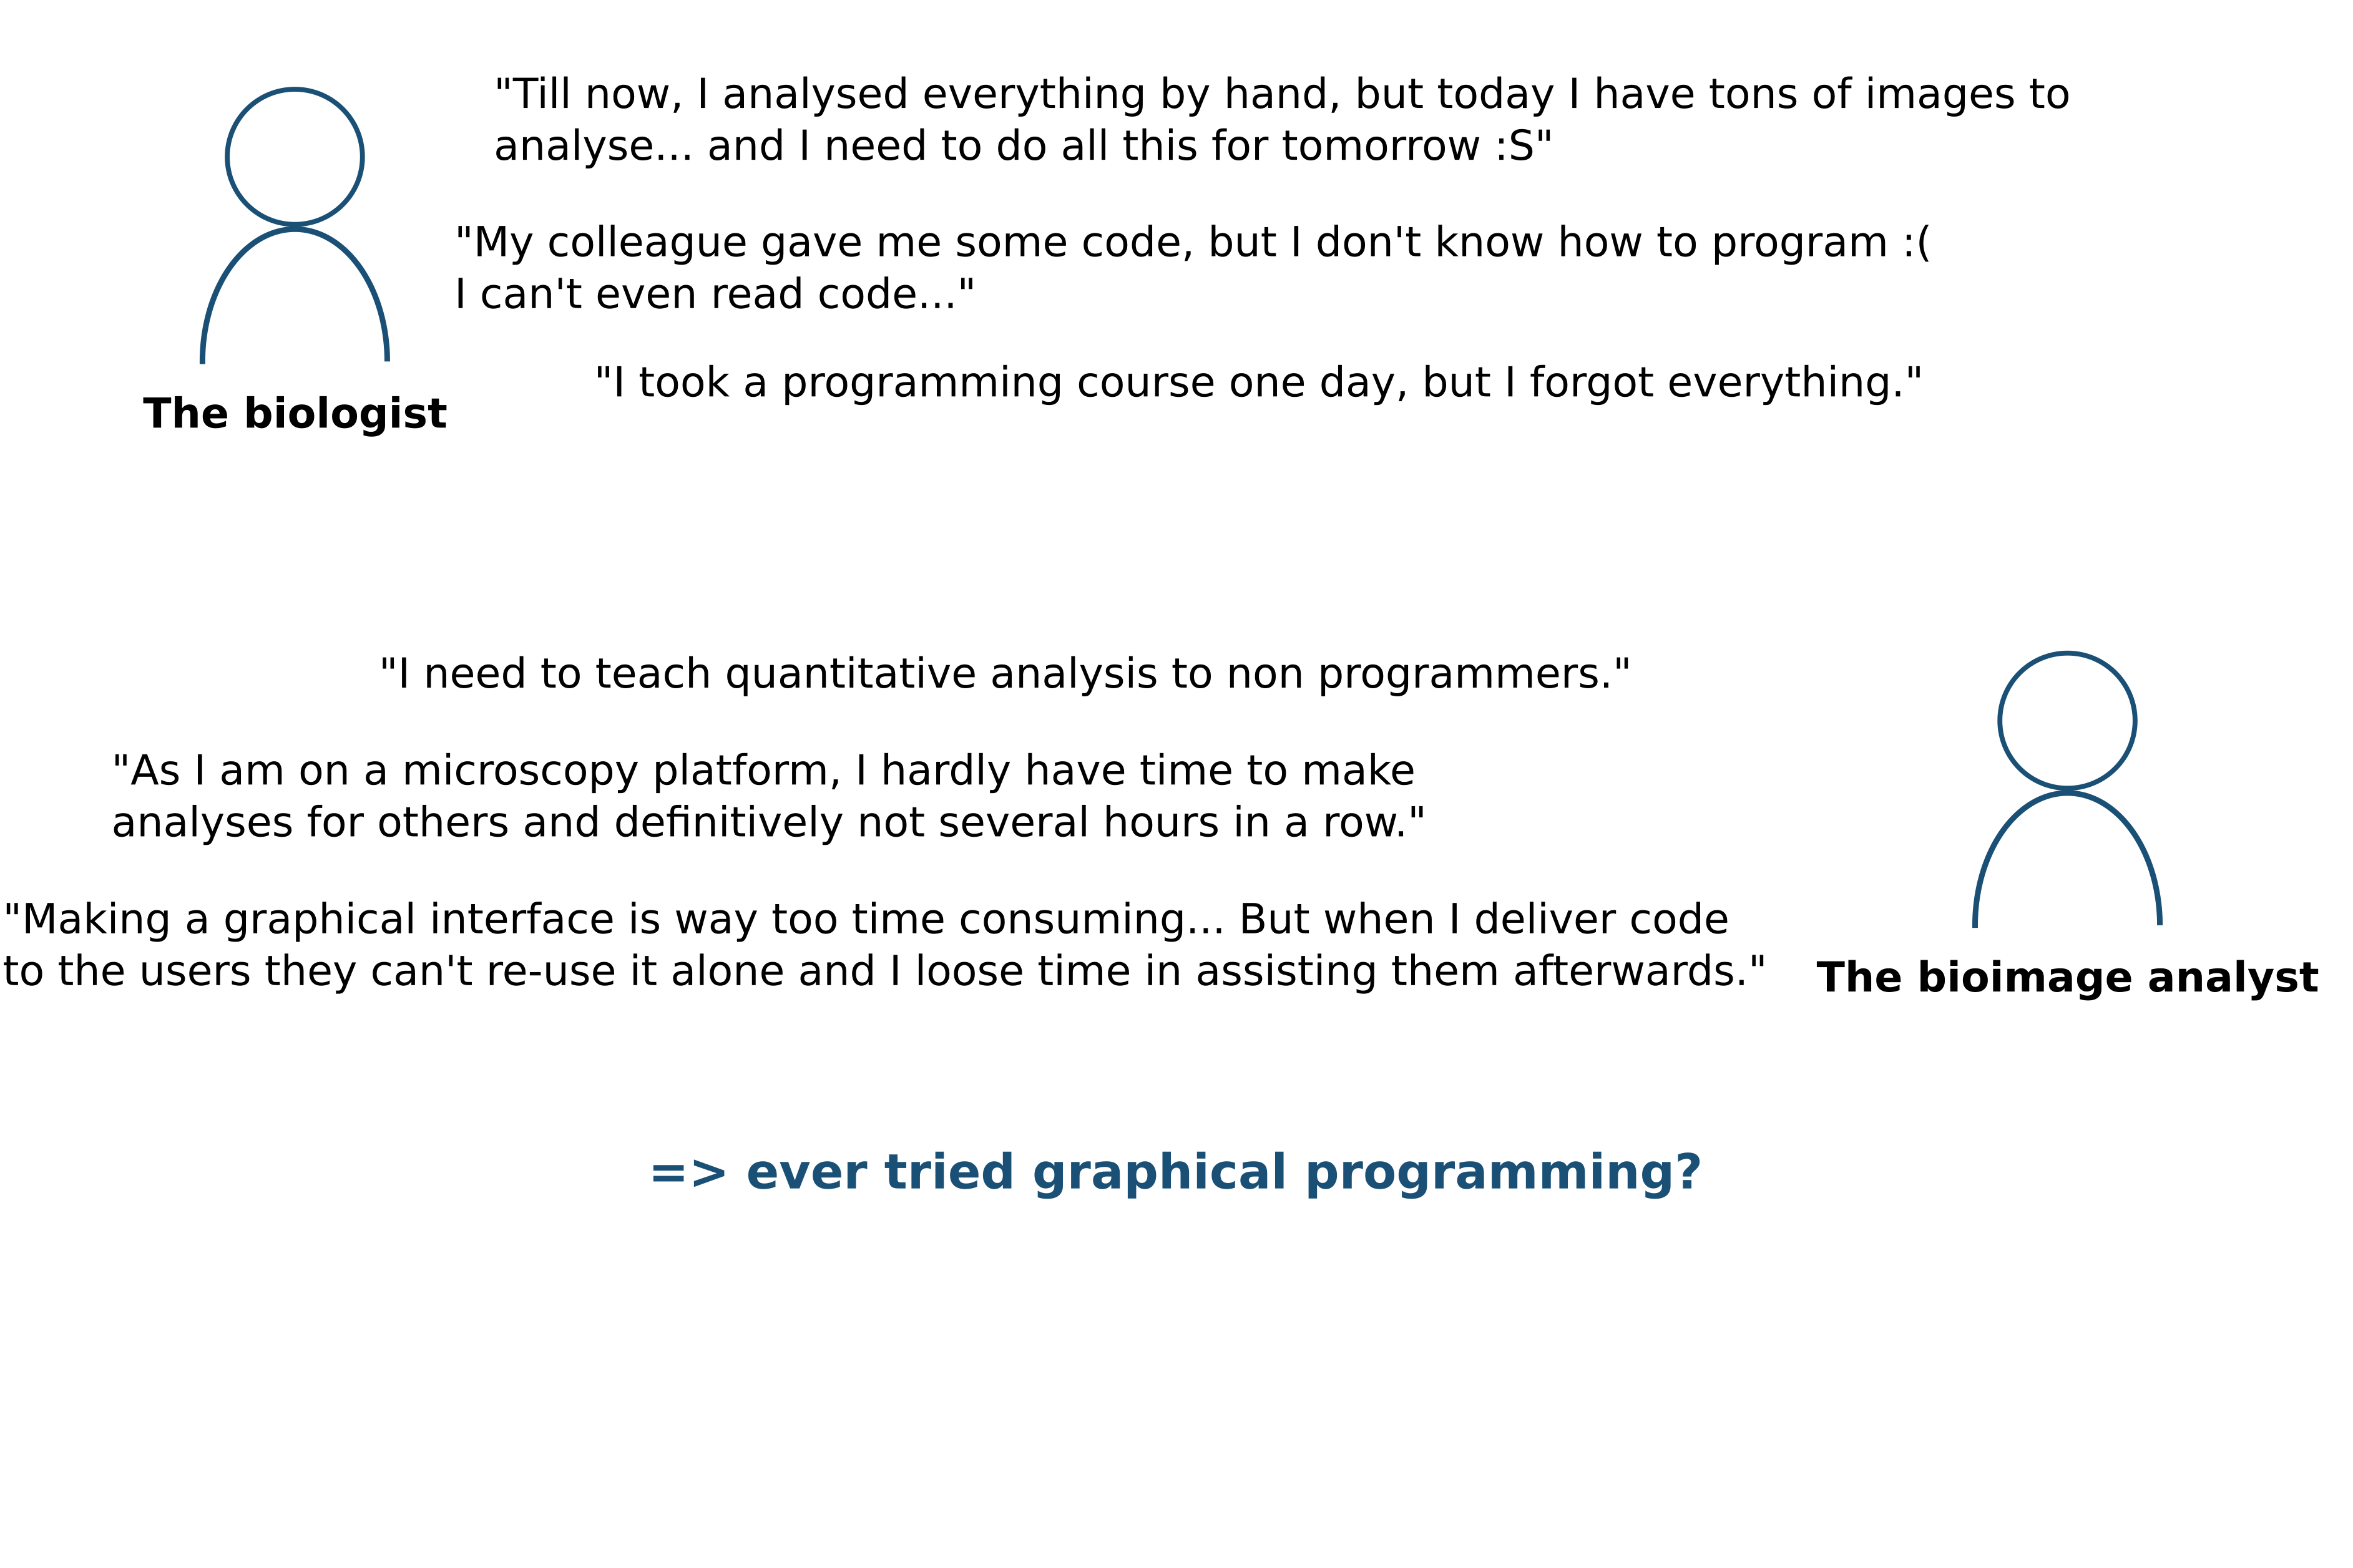 "Till now, I analysed everything by hand, but today I have tons of images to
analyse... and I need to do all this for tomorrow :S"
"My colleague gave me some code, but I don't know how to program :(
I can't even read code..."
"I took a programming course one day, but I forgot everything."
The biologist
"I need to teach quantitative analysis to non programmers."
"As I am on a microscopy platform, I hardly have time to make
analyses for others and definitively not several hours in a row."
"Making a graphical interface is way too time consuming... But when I deliver code
to the users they can't re-use it alone and I loose time in assisting them afterwards."
The bioimage analyst
=> ever tried graphical programming?